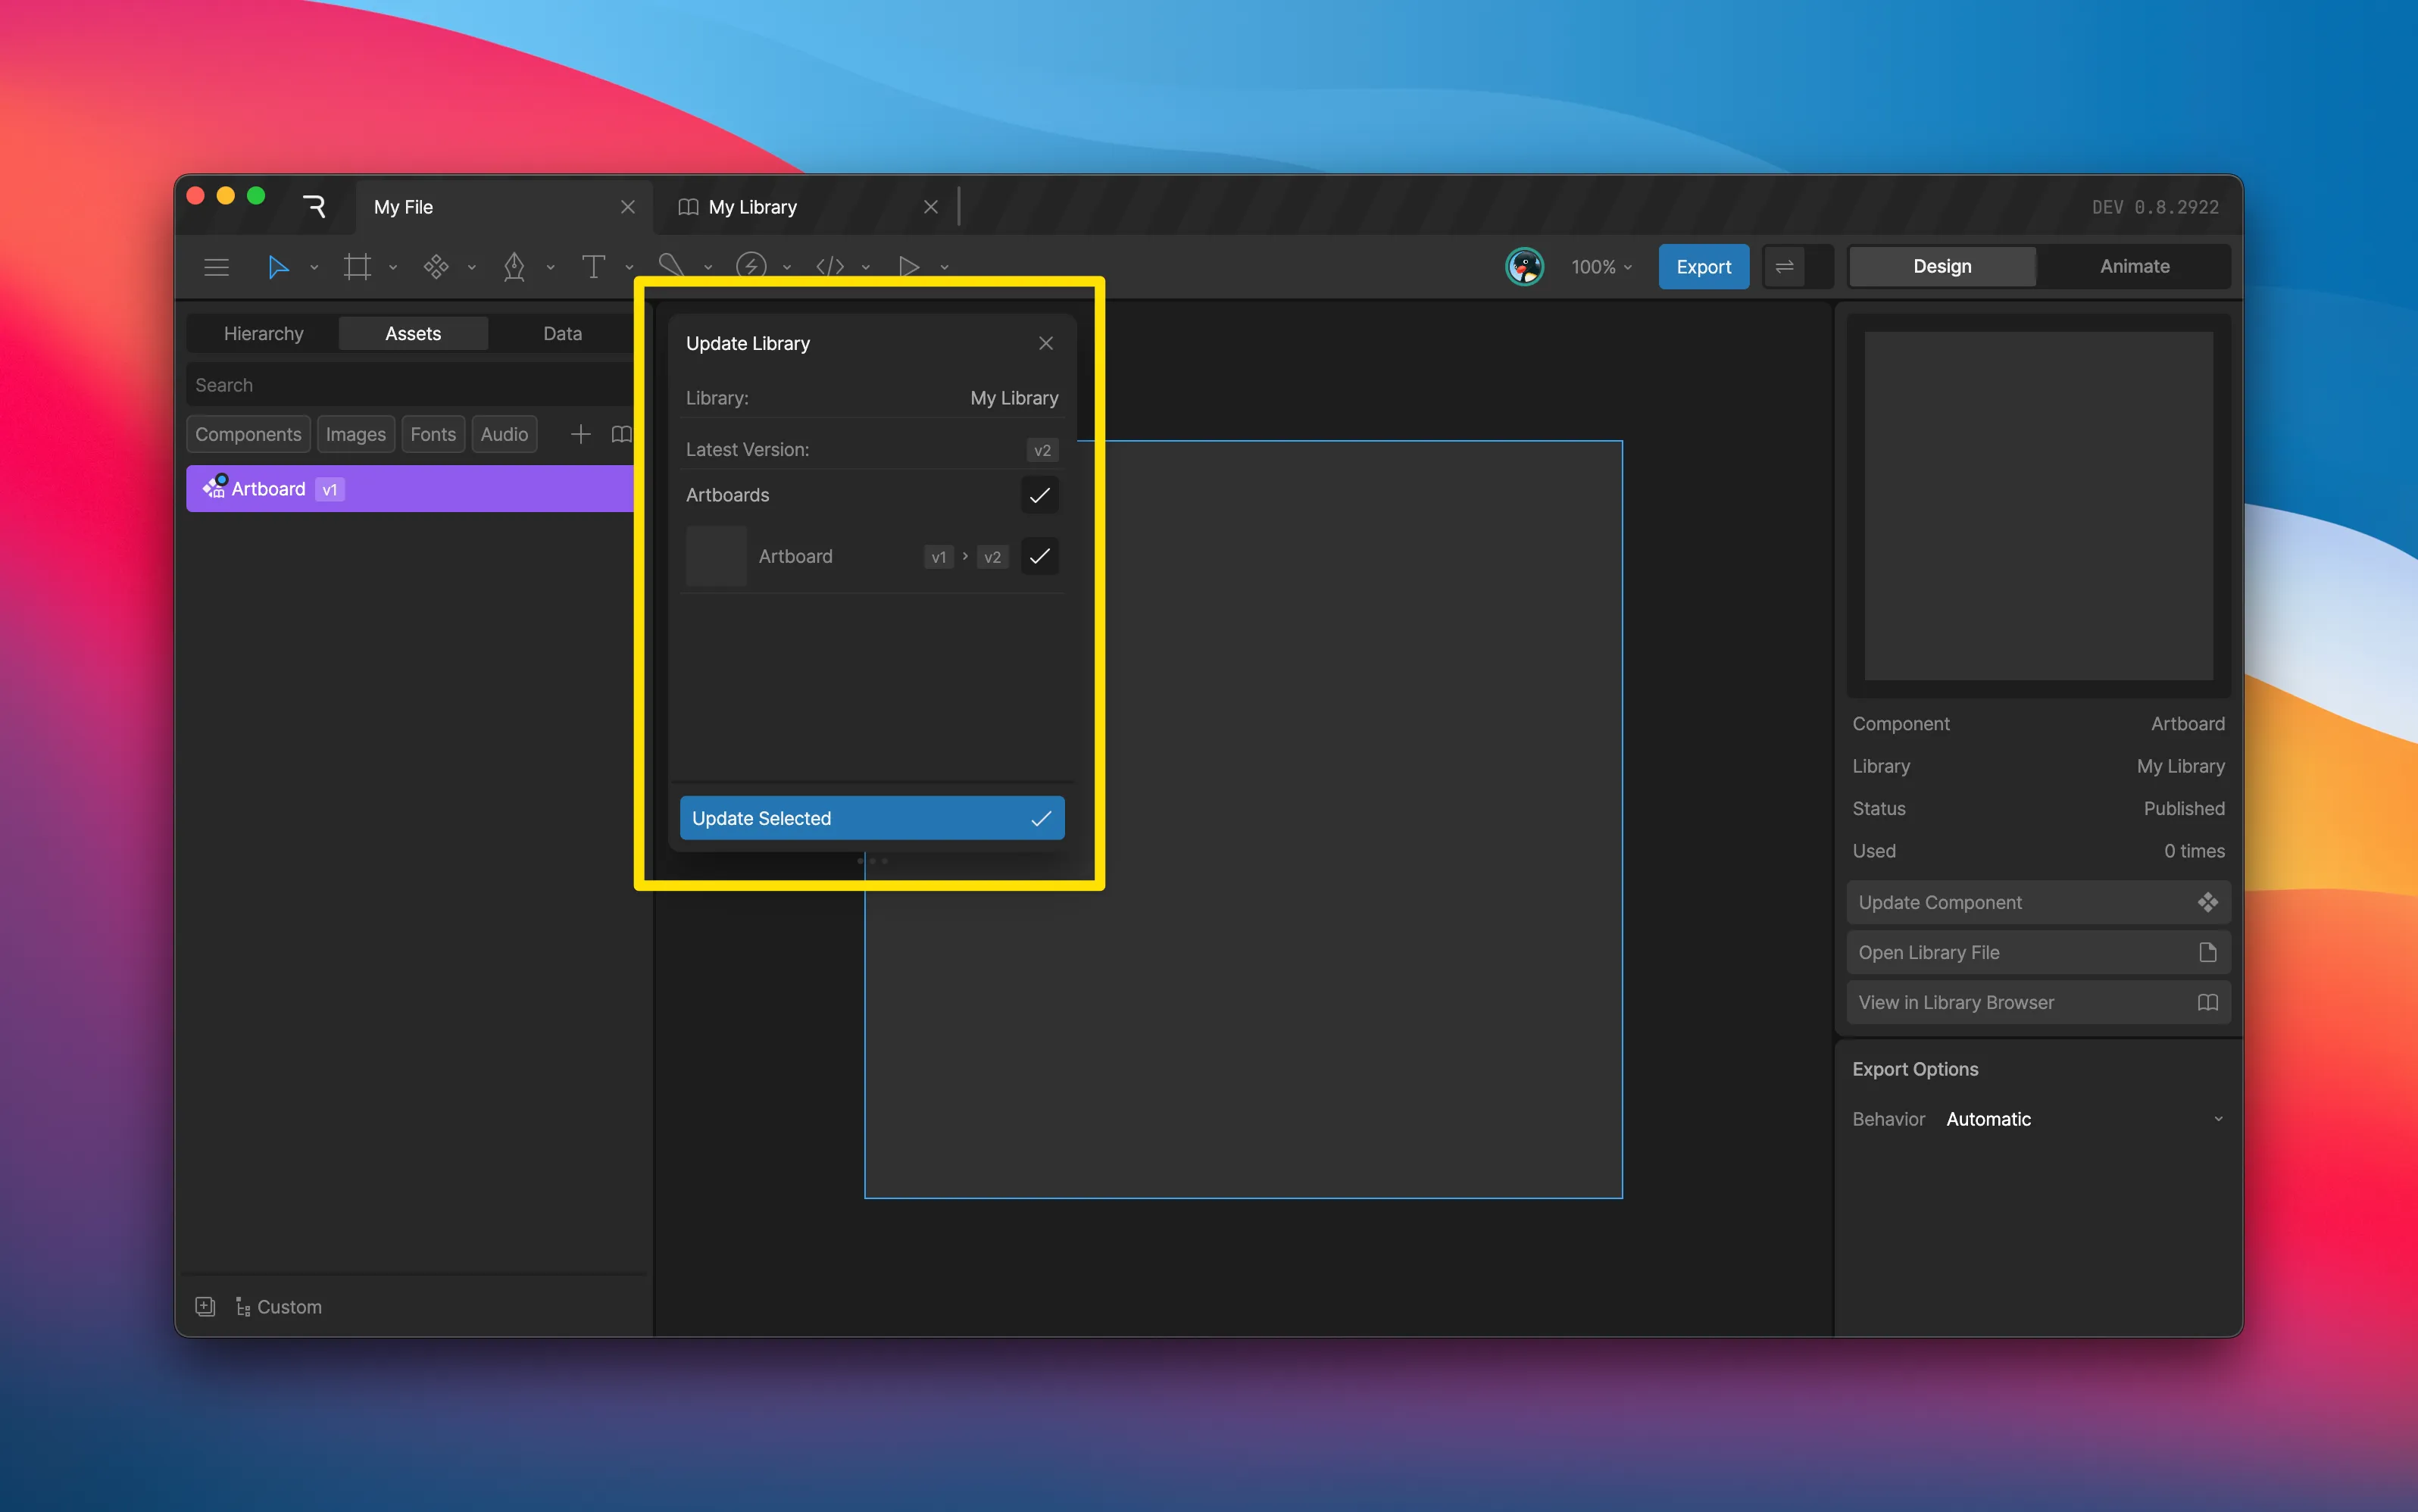 My File
My Library
DEV 0.8.2922
100%
Export
Design
Animate
Hierarchy
Assets
Data
Search
Components
Images
Fonts
Audio
Artboard v1
Update Library
Library: My Library
Latest Version: v2
Artboards
Artboard v1 > v2
Update Selected
Component Artboard
Library My Library
Status Published
Used 0 times
Update Component
Open Library File
View in Library Browser
Export Options
Behavior Automatic
Custom